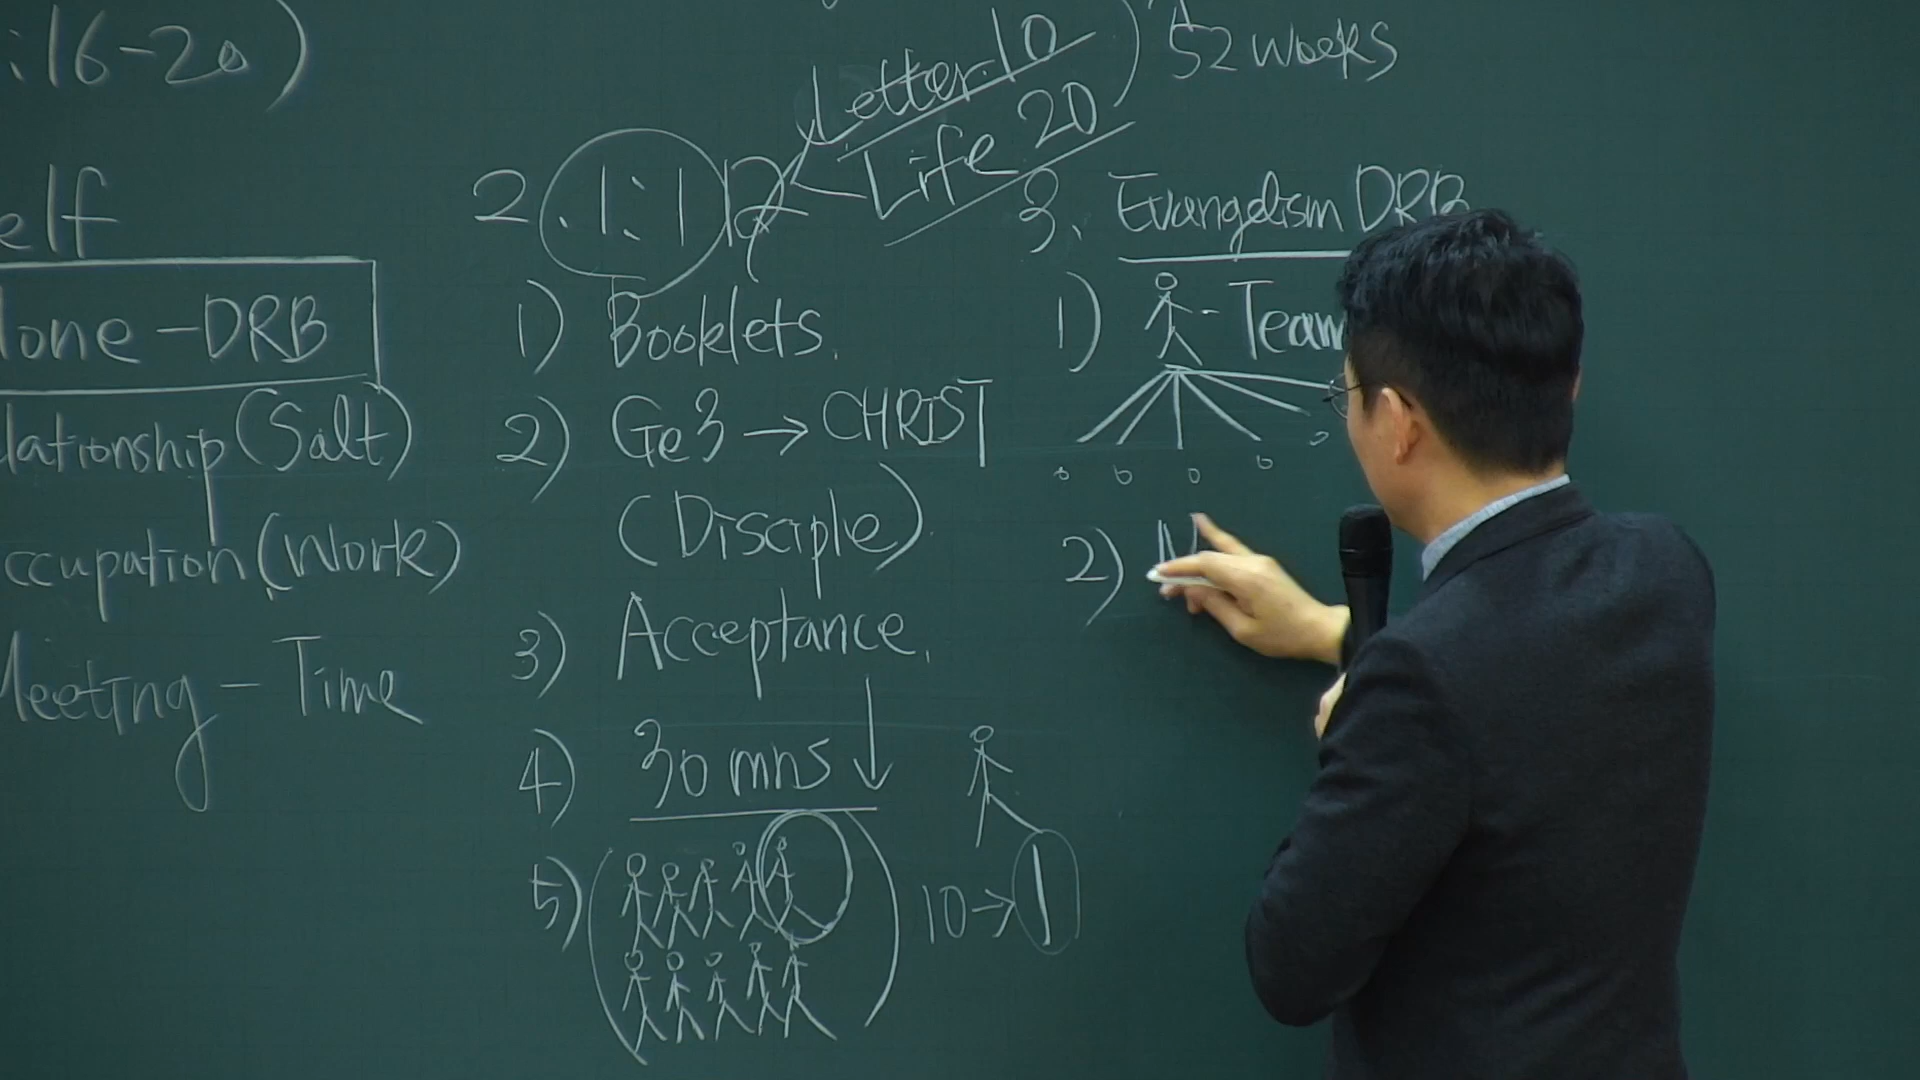 :16-20)
elf
lone-DRB
lationship (Salt)
ccupation (Work)
Meeting - Time
Letter. 10
Life 20
52 weeks
2. 1:1
1) Booklets.
2) Ge3 → CHRIST
(Disciple).
3) Acceptance.
4) 30 mns ↓
5) ( ) 10→1
3. Evangelism DRB
1) - Team
2)